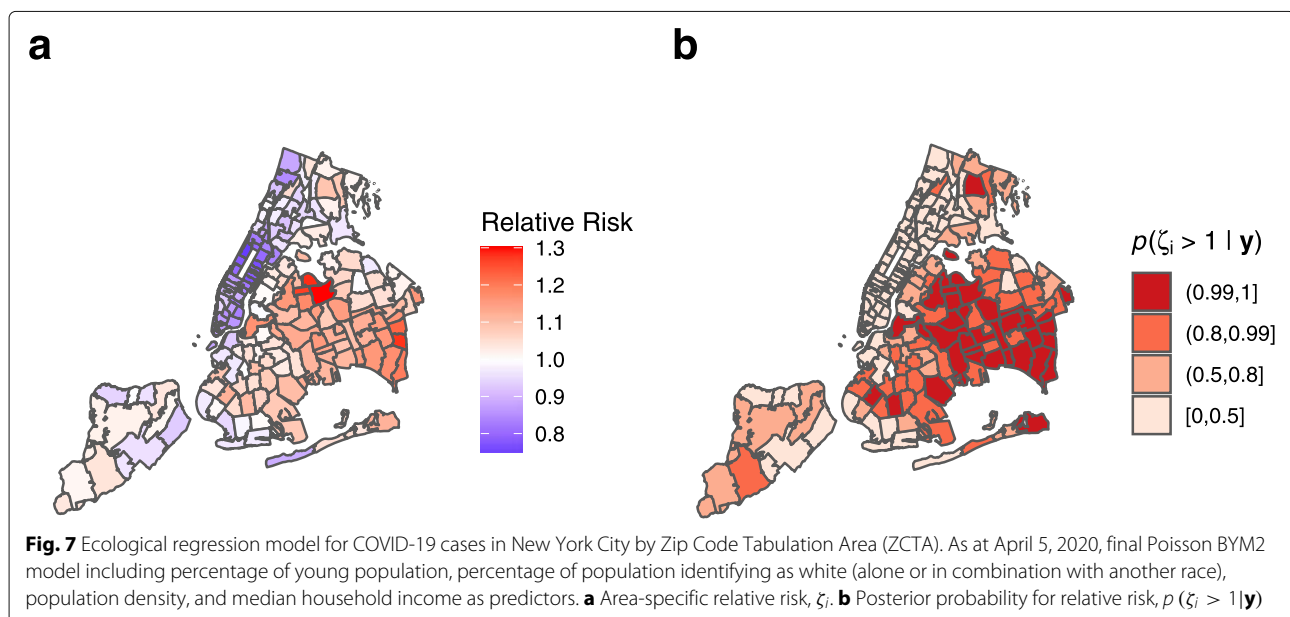 a
b
Relative Risk
1.3
1.2
1.1
1.0
0.9
0.8
p(ζi > 1 | y)
(0.99,1]
(0.8,0.99]
(0.5,0.8]
[0,0.5]
Fig. 7 Ecological regression model for COVID-19 cases in New York City by Zip Code Tabulation Area (ZCTA). As at April 5, 2020, final Poisson BYM2
model including percentage of young population, percentage of population identifying as white (alone or in combination with another race),
population density, and median household income as predictors. a Area-specific relative risk, ζi. b Posterior probability for relative risk, p (ζi > 1|y)